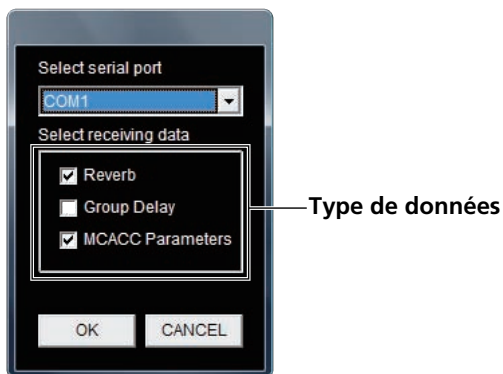 Select serial port
COM1
Select receiving data
Reverb
Group Delay
MCACC Parameters
Type de données
OK CANCEL